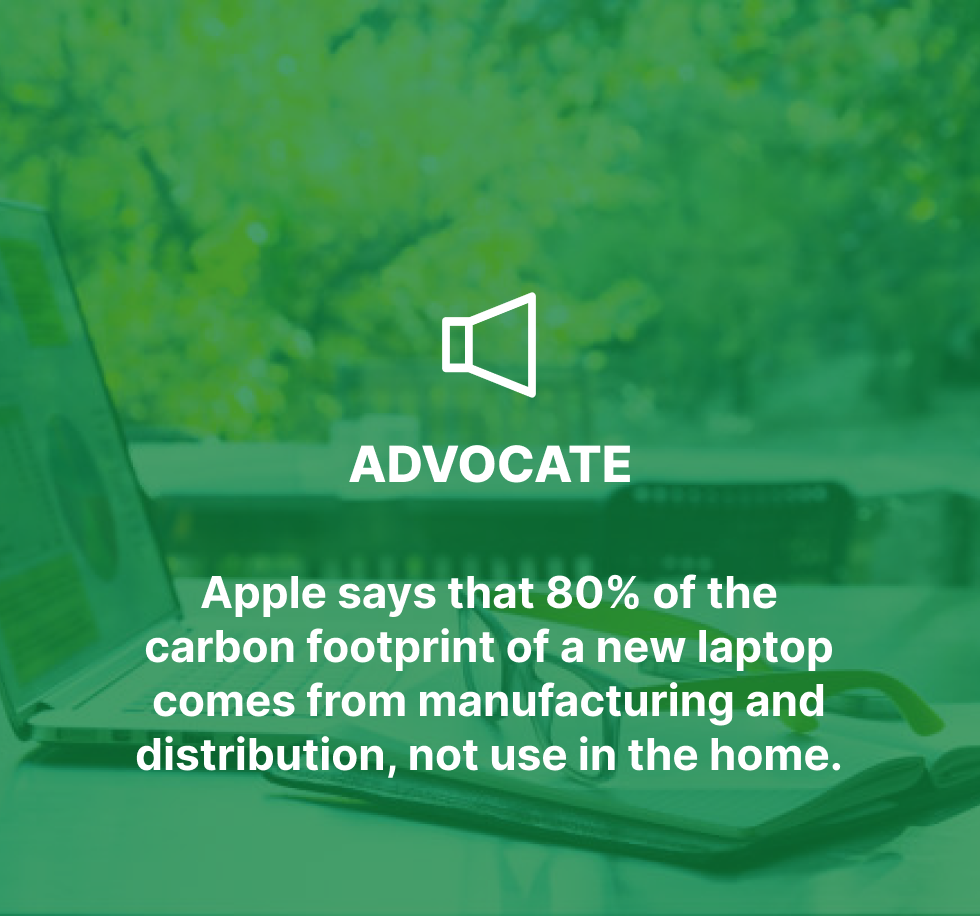 ADVOCATE
Apple says that 80% of the
carbon footprint of a new laptop
comes from manufacturing and
distribution, not use in the home.